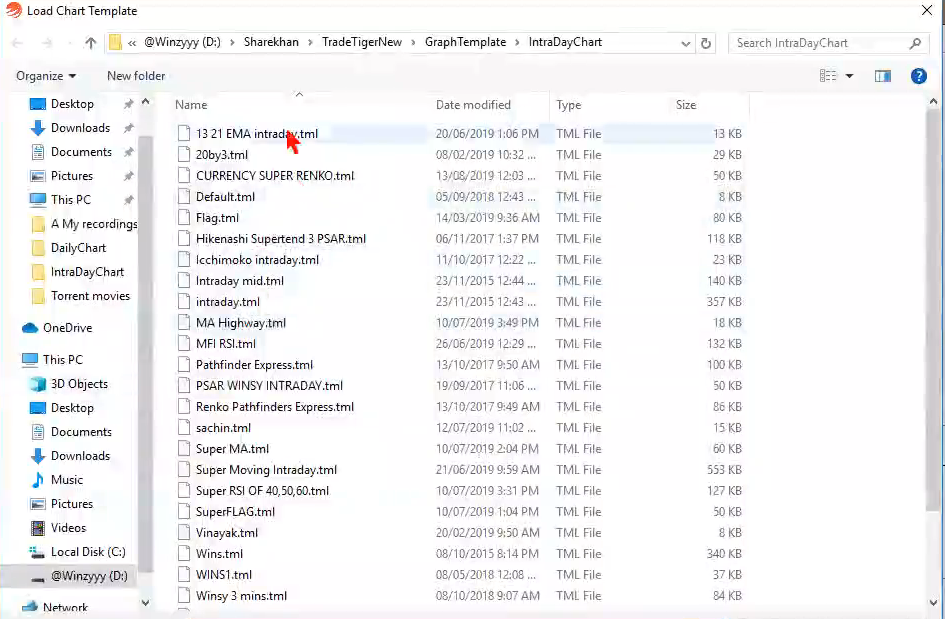 Load Chart Template
« @Winzyyy (D:) › Sharekhan › TradeTigerNew › GraphTemplate › IntraDayChart
Search IntraDayChart
Organize
New folder
Desktop
Downloads
Documents
Pictures
This PC
A My recordings
DailyChart
IntraDayChart
Torrent movies
OneDrive
This PC
3D Objects
Desktop
Documents
Downloads
Music
Pictures
Videos
Local Disk (C:)
@Winzyyy (D:)
Network
Name Date modified Type Size
13 21 EMA intraday.tml 20/06/2019 1:06 PM TML File 13 KB
20by3.tml 08/02/2019 10:32 ... TML File 29 KB
CURRENCY SUPER RENKO.tml 13/08/2019 12:03 ... TML File 50 KB
Default.tml 05/09/2018 12:43 ... TML File 8 KB
Flag.tml 14/03/2019 9:36 AM TML File 80 KB
Hikenashi Supertend 3 PSAR.tml 06/11/2017 1:37 PM TML File 118 KB
Icchimoko intraday.tml 11/10/2017 12:22 ... TML File 23 KB
Intraday mid.tml 23/11/2015 12:44 ... TML File 140 KB
intraday.tml 23/11/2015 12:43 ... TML File 357 KB
MA Highway.tml 10/07/2019 3:49 PM TML File 18 KB
MFI RSI.tml 26/06/2019 12:29 ... TML File 132 KB
Pathfinder Express.tml 13/10/2017 9:50 AM TML File 100 KB
PSAR WINSY INTRADAY.tml 19/09/2017 11:06 ... TML File 50 KB
Renko Pathfinders Express.tml 13/10/2017 9:49 AM TML File 86 KB
sachin.tml 12/07/2019 11:02 ... TML File 15 KB
Super MA.tml 10/07/2019 2:04 PM TML File 60 KB
Super Moving Intraday.tml 21/06/2019 9:59 AM TML File 553 KB
Super RSI OF 40,50,60.tml 10/07/2019 3:31 PM TML File 127 KB
SuperFLAG.tml 10/07/2019 1:04 PM TML File 50 KB
Vinayak.tml 20/02/2019 9:50 AM TML File 8 KB
Wins.tml 08/10/2015 8:14 PM TML File 340 KB
WINS1.tml 08/05/2018 12:08 ... TML File 37 KB
Winsy 3 mins.tml 08/10/2018 9:07 AM TML File 84 KB